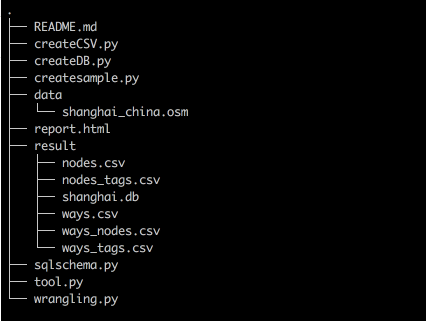 .
├── README.md
├── createCSV.py
├── createDB.py
├── createsample.py
├── data
│   └── shanghai_china.osm
├── report.html
├── result
│   ├── nodes.csv
│   ├── nodes_tags.csv
│   ├── shanghai.db
│   ├── ways.csv
│   ├── ways_nodes.csv
│   └── ways_tags.csv
├── sqlschema.py
├── tool.py
└── wrangling.py